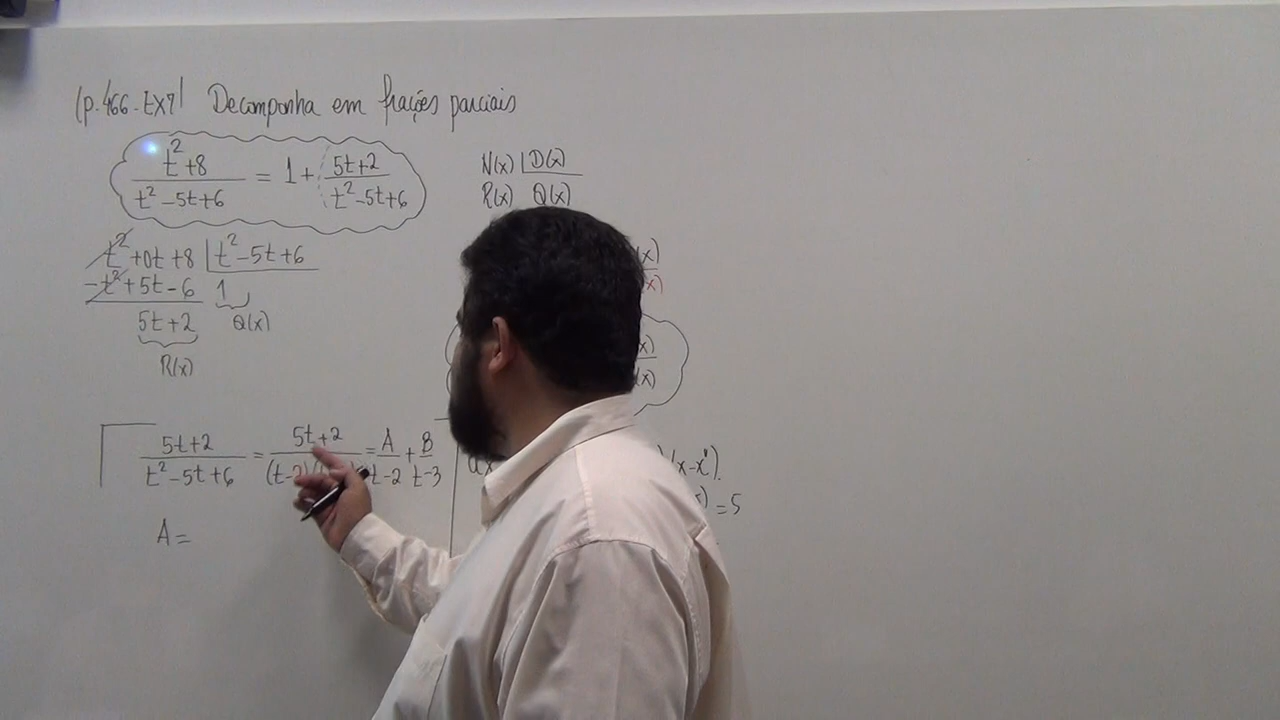 (p.466-EX7) Decomponha em frações parciais
t²+8 / t²-5t+6 = 1 + 5t+2 / t²-5t+6
N(x) | D(x)
R(x) Q(x)
t²+0t+8 | t²-5t+6
-t²+5t-6 1
5t+2 Q(x)
R(x)
5t+2 / t²-5t+6 = 5t+2 / (t-2) = A / t-2 + B / t-3
(x-x")
= 5
A =